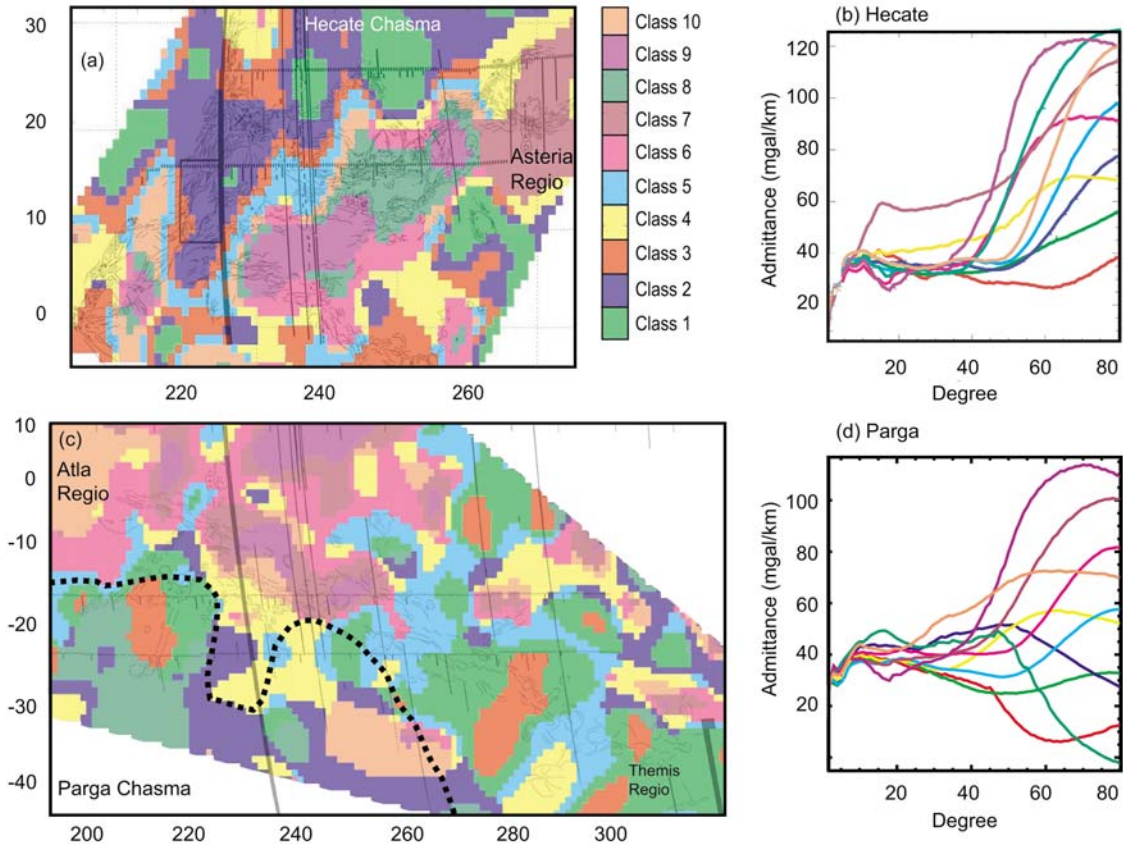 (a)
Hecate Chasma
Asteria
Regio
30
20
10
0
220
240
260
Class 10
Class 9
Class 8
Class 7
Class 6
Class 5
Class 4
Class 3
Class 2
Class 1
(b) Hecate
Admittance (mgal/km)
120
100
80
60
40
20
20
40
60
80
Degree
(c)
Atla
Regio
Parga Chasma
Themis
Regio
10
0
-10
-20
-30
-40
200
220
240
260
280
300
(d) Parga
Admittance (mgal/km)
100
80
60
40
20
20
40
60
80
Degree